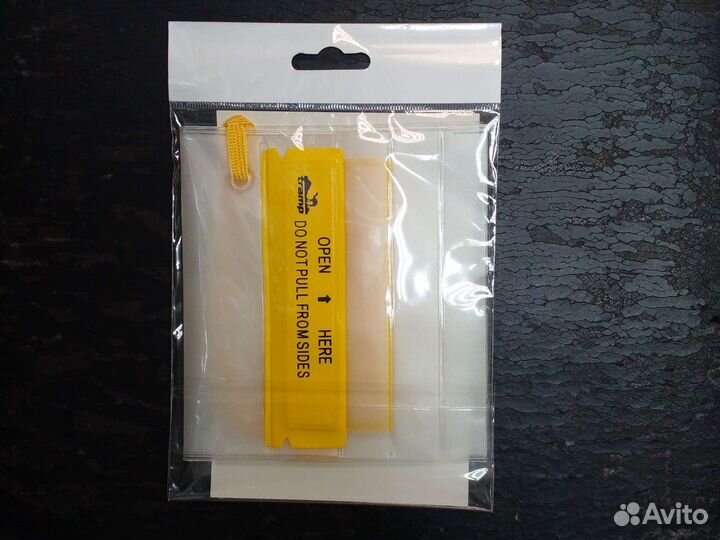 tramp
OPEN ↑ HERE
DO NOT PULL FROM SIDES
Avito